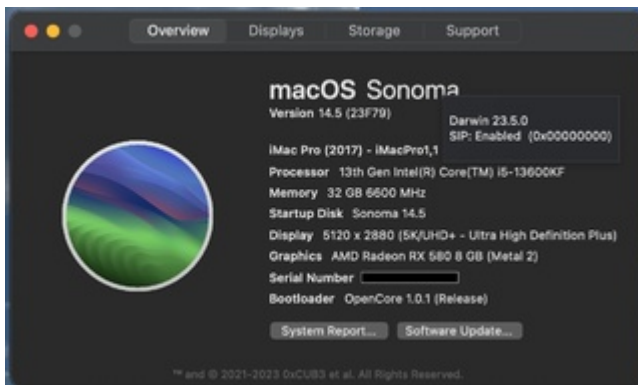 Overview Displays Storage Support
macOS Sonoma
Version 14.5 (23F79)
Darwin 23.5.0
SIP: Enabled (0x00000000)
iMac Pro (2017) - iMacPro1,1
Processor 13th Gen Intel(R) Core(TM) i5-13600KF
Memory 32 GB 6600 MHz
Startup Disk Sonoma 14.5
Display 5120 x 2880 (5K/UHD+ - Ultra High Definition Plus)
Graphics AMD Radeon RX 580 8 GB (Metal 2)
Serial Number
Bootloader OpenCore 1.0.1 (Release)
System Report... Software Update...
™ and © 2021-2023 0xCUB3 et al. All Rights Reserved.